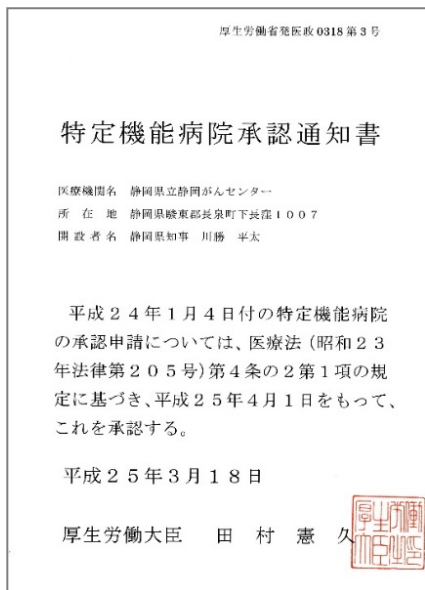 厚生労働省発医政0318第3号
特定機能病院承認通知書
医療機関名 静岡県立静岡がんセンター
所在地 静岡県駿東郡長泉町下長窪1007
開設者名 静岡県知事 川勝 平太
平成24年1月4日付の特定機能病院
の承認申請については、医療法(昭和23
年法律第205号)第4条の2第1項の規
定に基づき、平成25年4月1日をもって、
これを承認する。
平成25年3月18日
厚生労働大臣 田村憲久